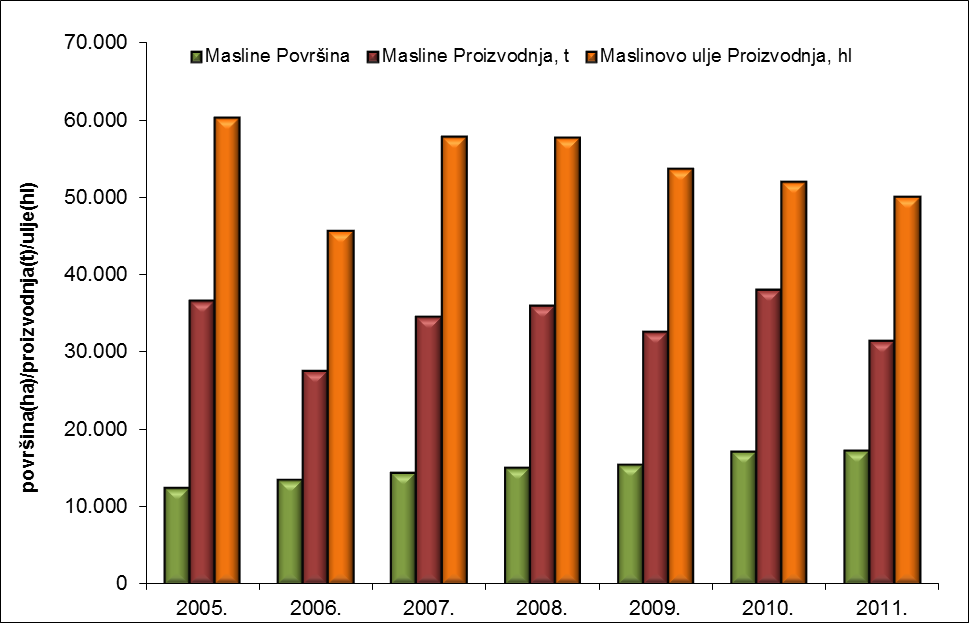 Masline Površina Masline Proizvodnja, t Maslinovo ulje Proizvodnja, hl
površina(ha)/proizvodnja(t)/ulje(hl)
70.000
60.000
50.000
40.000
30.000
20.000
10.000
0
2005. 2006. 2007. 2008. 2009. 2010. 2011.